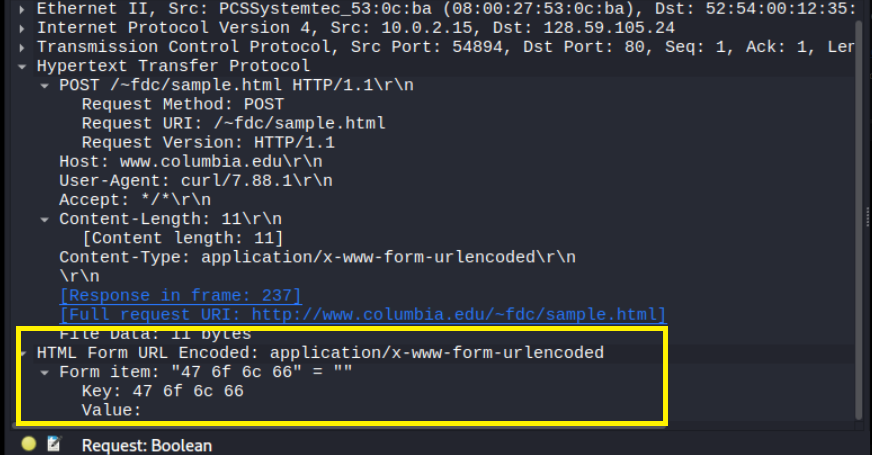 Ethernet II, Src: PCSSystemtec_53:0c:ba (08:00:27:53:0c:ba), Dst: 52:54:00:12:35:
Internet Protocol Version 4, Src: 10.0.2.15, Dst: 128.59.105.24
Transmission Control Protocol, Src Port: 54894, Dst Port: 80, Seq: 1, Ack: 1, Len
Hypertext Transfer Protocol
POST /~fdc/sample.html HTTP/1.1\r\n
Request Method: POST
Request URI: /~fdc/sample.html
Request Version: HTTP/1.1
Host: www.columbia.edu\r\n
User-Agent: curl/7.88.1\r\n
Accept: */*\r\n
Content-Length: 11\r\n
[Content length: 11]
Content-Type: application/x-www-form-urlencoded\r\n
\r\n
[Response in frame: 237]
[Full request URI: http://www.columbia.edu/~fdc/sample.html]
File Data: 11 bytes
HTML Form URL Encoded: application/x-www-form-urlencoded
Form item: "47 6f 6c 66" = ""
Key: 47 6f 6c 66
Value:
Request: Boolean